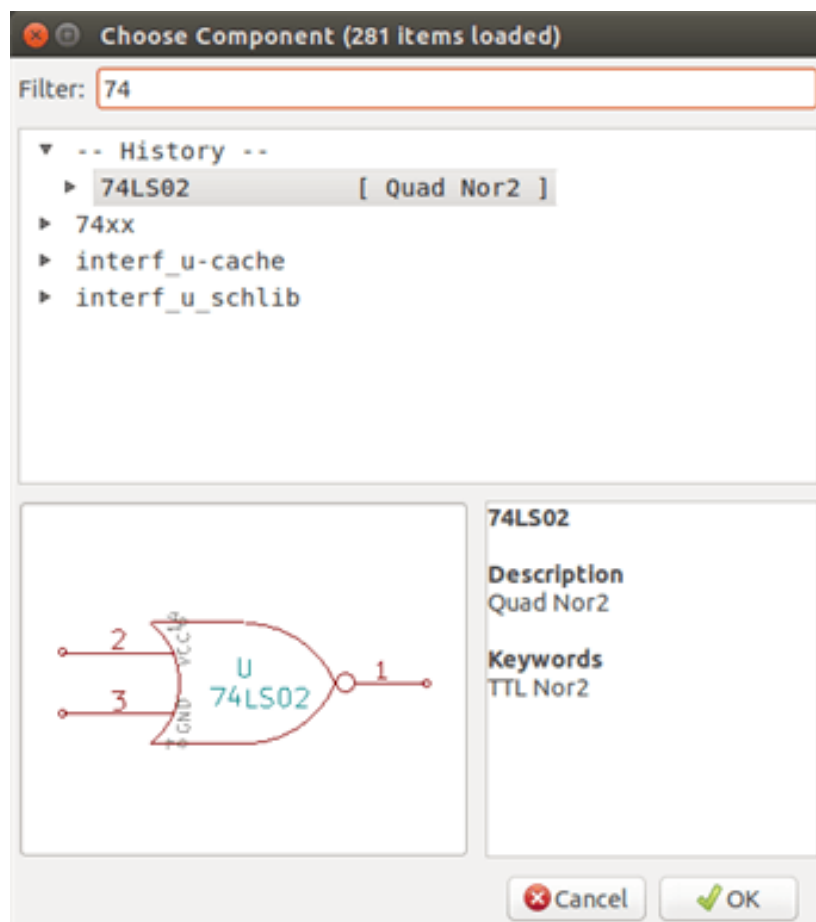 Choose Component (281 items loaded)
Filter: 74
-- History --
74LS02 [ Quad Nor2 ]
74xx
interf_u-cache
interf_u_schlib
74LS02
Description
Quad Nor2
Keywords
TTL Nor2
2
VCC
U
74LS02
1
3
GND
Cancel
OK